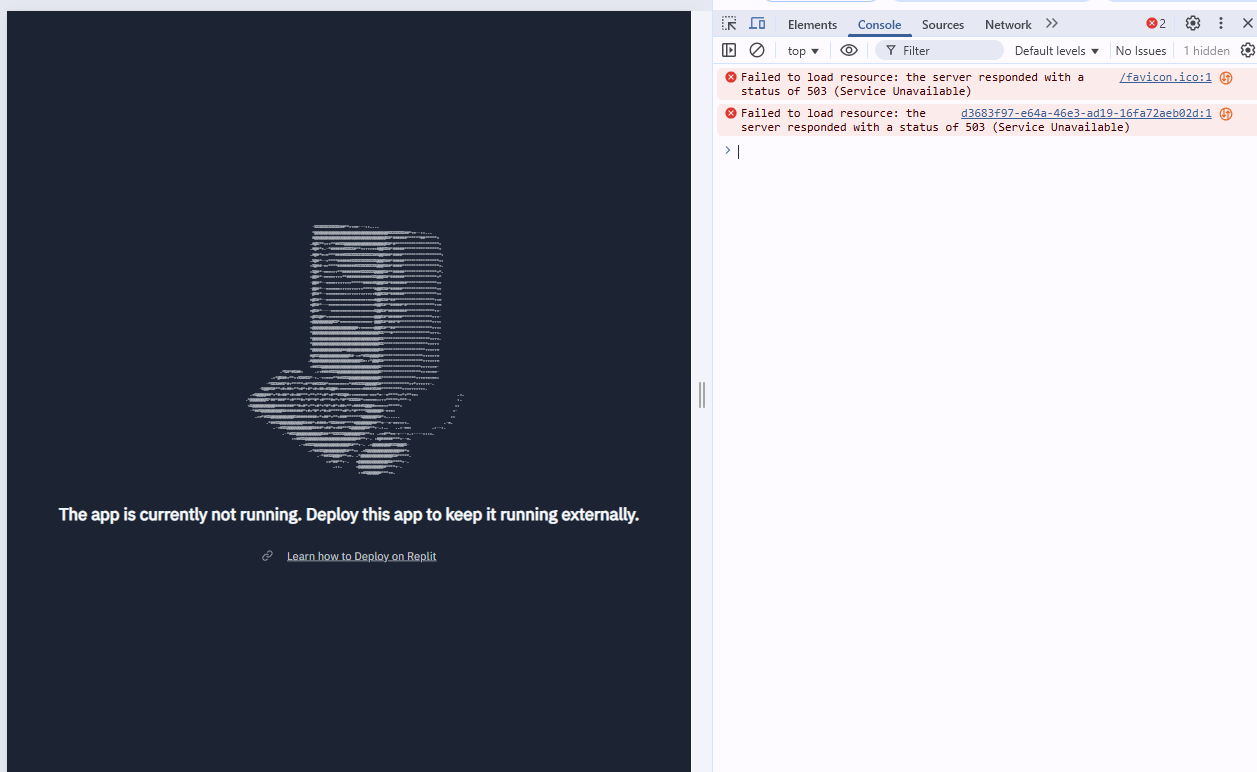 The app is currently not running. Deploy this app to keep it running externally.
Learn how to Deploy on Replit
Elements Console Sources Network 2
top Filter Default levels No Issues 1 hidden
Failed to load resource: the server responded with a /favicon.ico:1
status of 503 (Service Unavailable)
Failed to load resource: the d3683f97-e64a-46e3-ad19-16fa72aeb02d:1
server responded with a status of 503 (Service Unavailable)